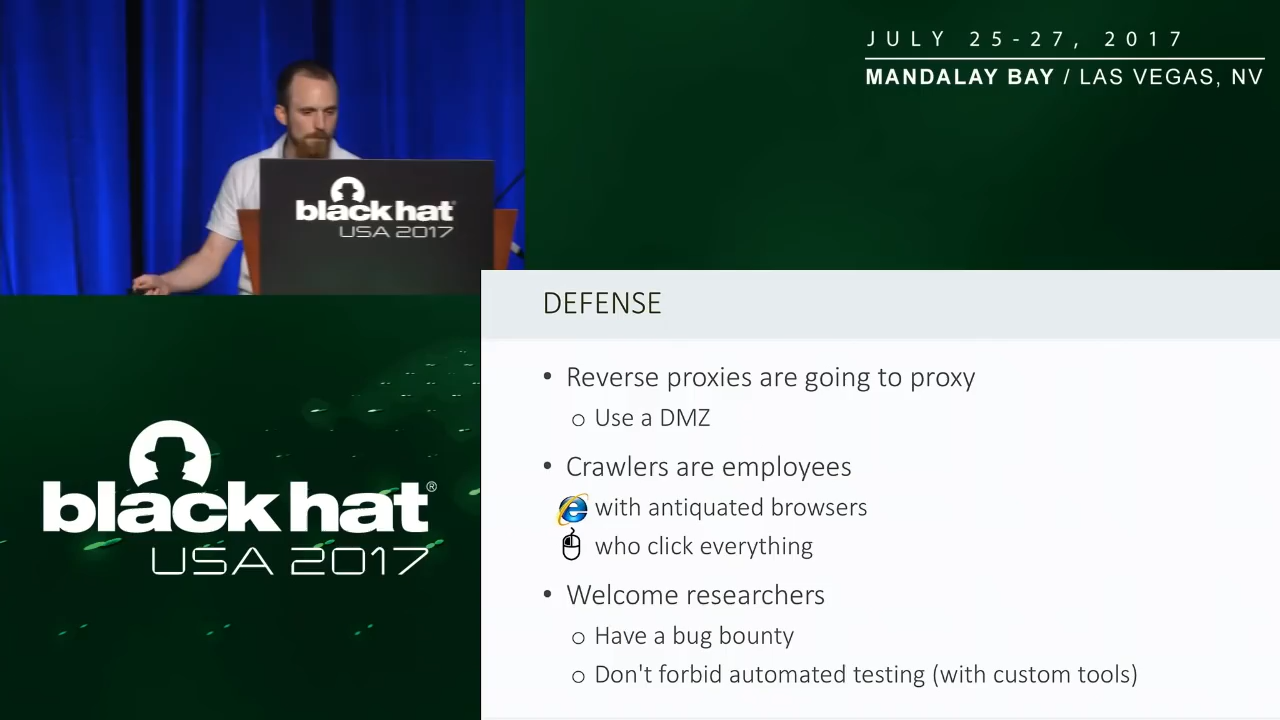 JULY 25-27, 2017
MANDALAY BAY / LAS VEGAS, NV
black hat®
USA 2017
DEFENSE
• Reverse proxies are going to proxy
o Use a DMZ
• Crawlers are employees
with antiquated browsers
who click everything
• Welcome researchers
o Have a bug bounty
o Don't forbid automated testing (with custom tools)
black hat®
USA 2017